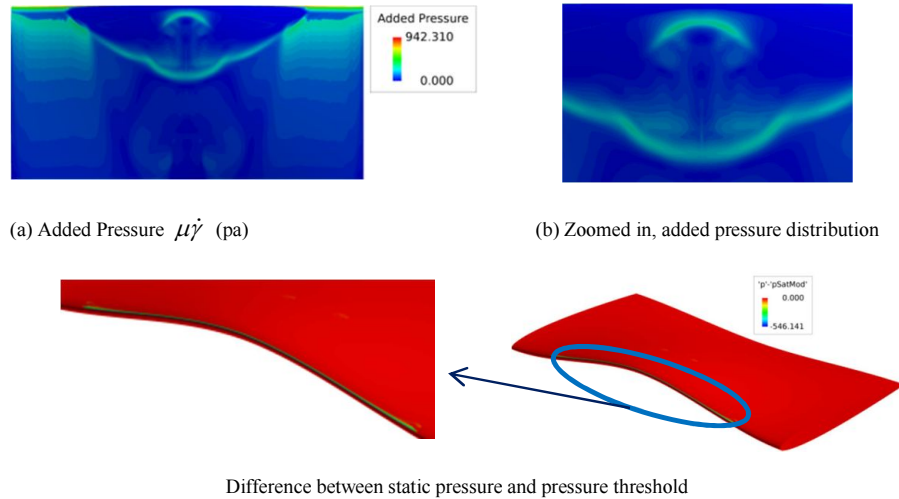 Added Pressure
942.310
0.000
(a) Added Pressure μγ̇ (pa)
(b) Zoomed in, added pressure distribution
'p'-'pSatMod'
0.000
-546.141
Difference between static pressure and pressure threshold